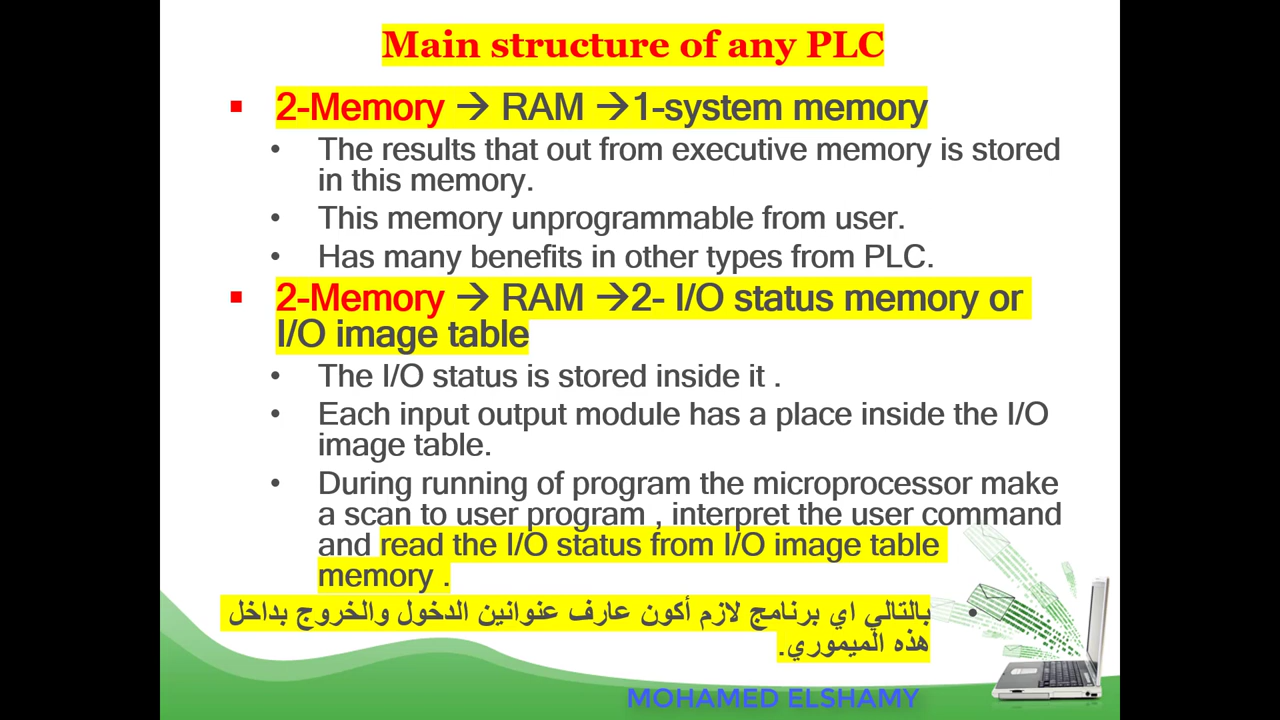 Main structure of any PLC
▪ 2-Memory → RAM →1-system memory
• The results that out from executive memory is stored
in this memory.
• This memory unprogrammable from user.
• Has many benefits in other types from PLC.
▪ 2-Memory → RAM →2- I/O status memory or
I/O image table
• The I/O status is stored inside it .
• Each input output module has a place inside the I/O
image table.
• During running of program the microprocessor make
a scan to user program , interpret the user command
and read the I/O status from I/O image table
memory .
• بالتالي اي برنامج لازم أكون عارف عنوانين الدخول والخروج بداخل
هذه الميموري.
MOHAMED ELSHAMY